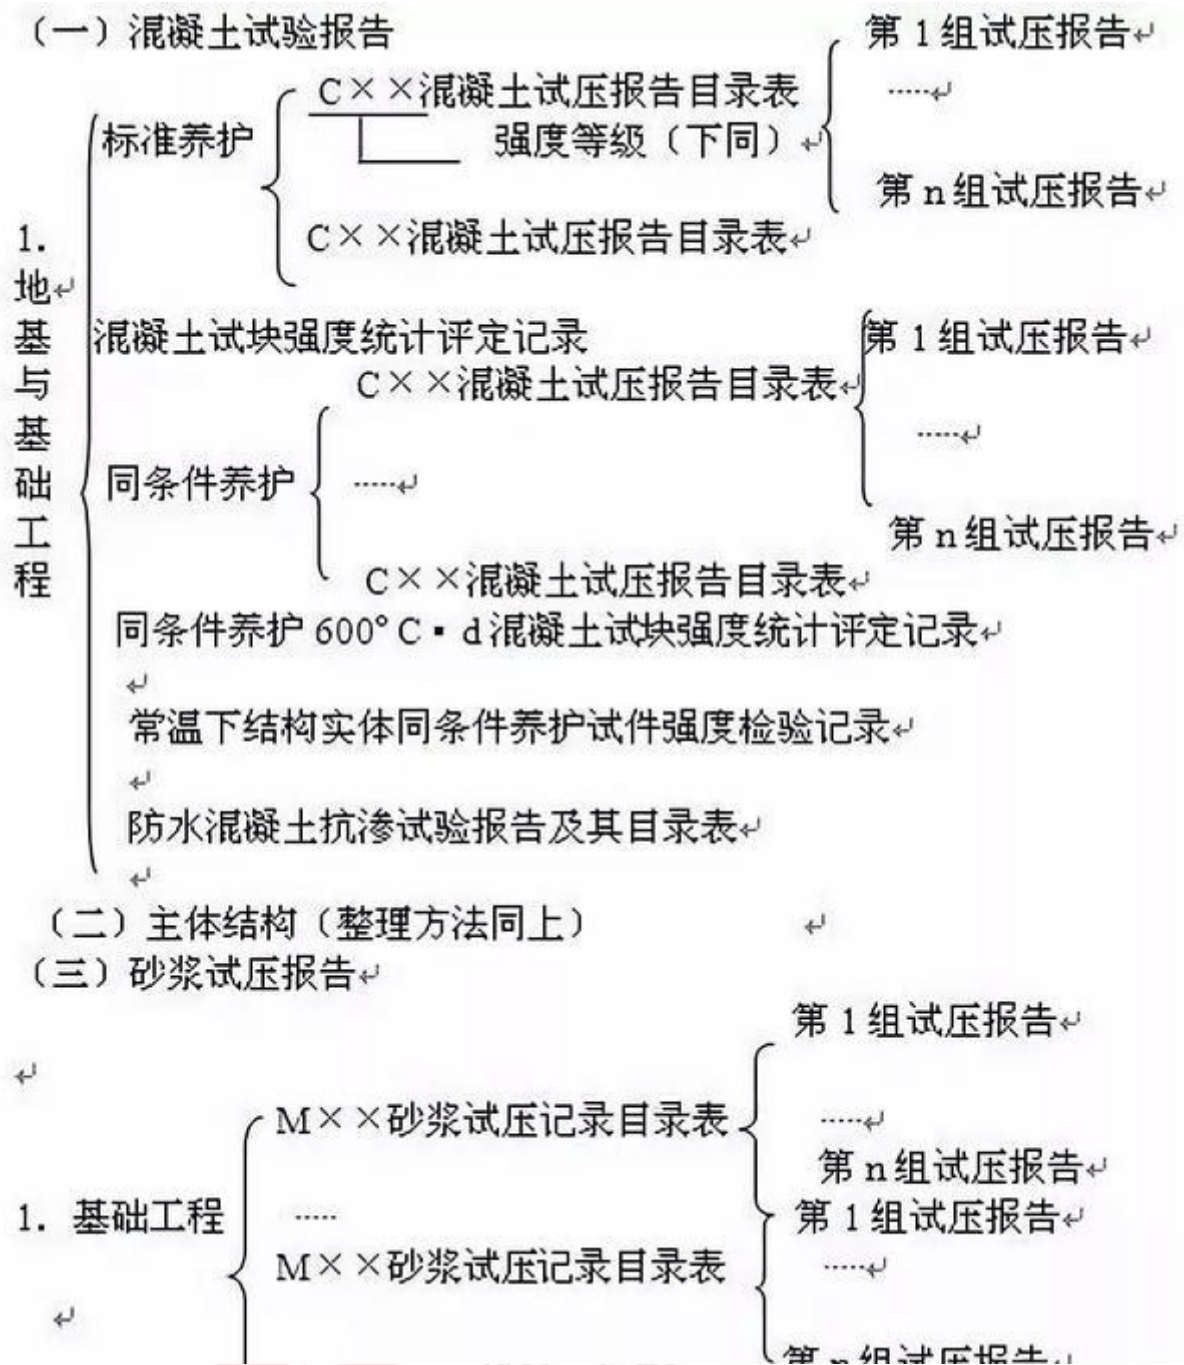 （一）混凝土试验报告
第 1 组试压报告
C××混凝土试压报告目录表
.....
标准养护
强度等级（下同）
第 n 组试压报告
C××混凝土试压报告目录表
1.
地
基
与
基
础
工
程
混凝土试块强度统计评定记录
第 1 组试压报告
C××混凝土试压报告目录表
.....
同条件养护
.....
第 n 组试压报告
C××混凝土试压报告目录表
同条件养护 600°C▪d 混凝土试块强度统计评定记录
常温下结构实体同条件养护试件强度检验记录
防水混凝土抗渗试验报告及其目录表
（二）主体结构（整理方法同上）
（三）砂浆试压报告
第 1 组试压报告
M××砂浆试压记录目录表
.....
第 n 组试压报告
1. 基础工程
.....
第 1 组试压报告
M××砂浆试压记录目录表
.....
第 n 组试压报告